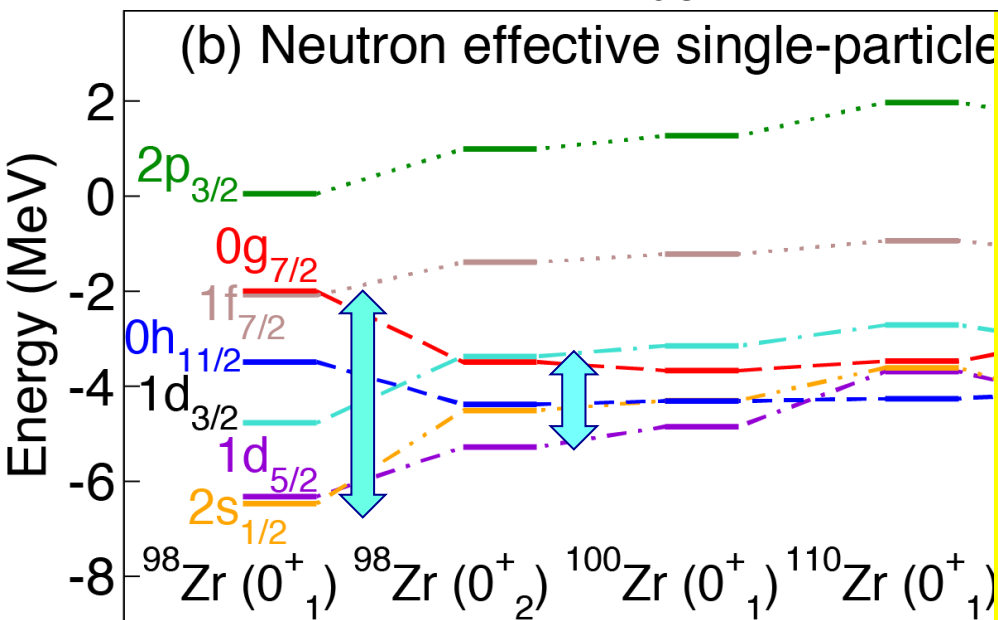 (b) Neutron effective single-particle
Energy (MeV)
2
0
-2
-4
-6
-8
2p3/2
0g7/2
1f7/2
0h11/2
1d3/2
1d5/2
2s1/2
98Zr (0+1) 98Zr (0+2) 100Zr (0+1) 110Zr (0+1)